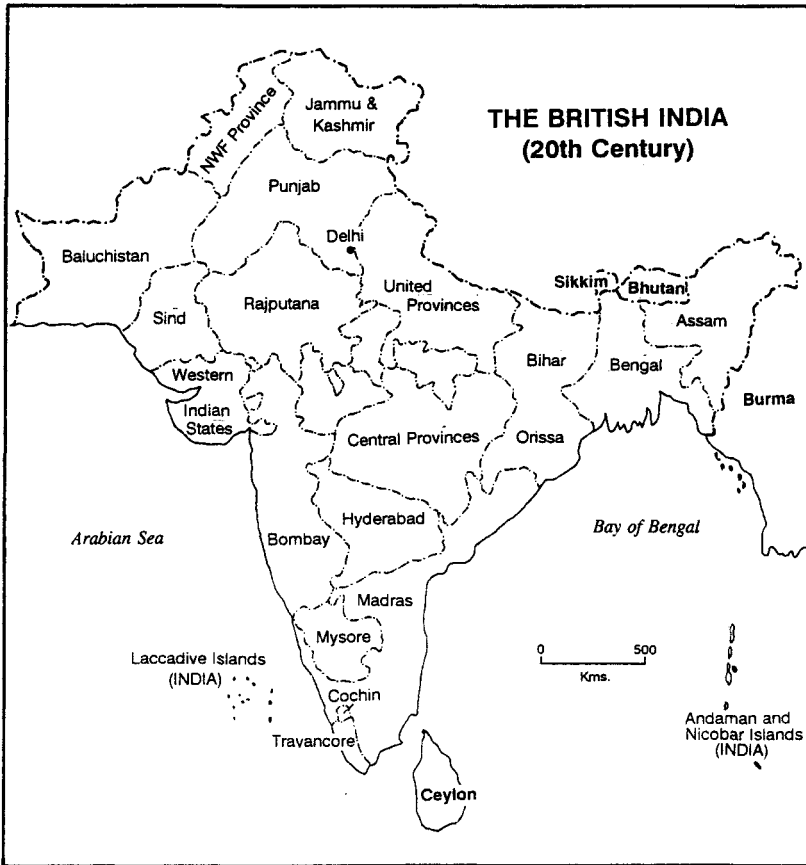 THE BRITISH INDIA
(20th Century)
NWF Province
Jammu &
Kashmir
Punjab
Delhi
Baluchistan
Sind
Rajputana
United
Provinces
Sikkim
Bhutan
Assam
Western
Indian
States
Bihar
Bengal
Burma
Central Provinces
Orissa
Arabian Sea
Bombay
Hyderabad
Bay of Bengal
Madras
Mysore
0 500
Kms.
Laccadive Islands
(INDIA)
Cochin
Travancore
Andaman and
Nicobar Islands
(INDIA)
Ceylon